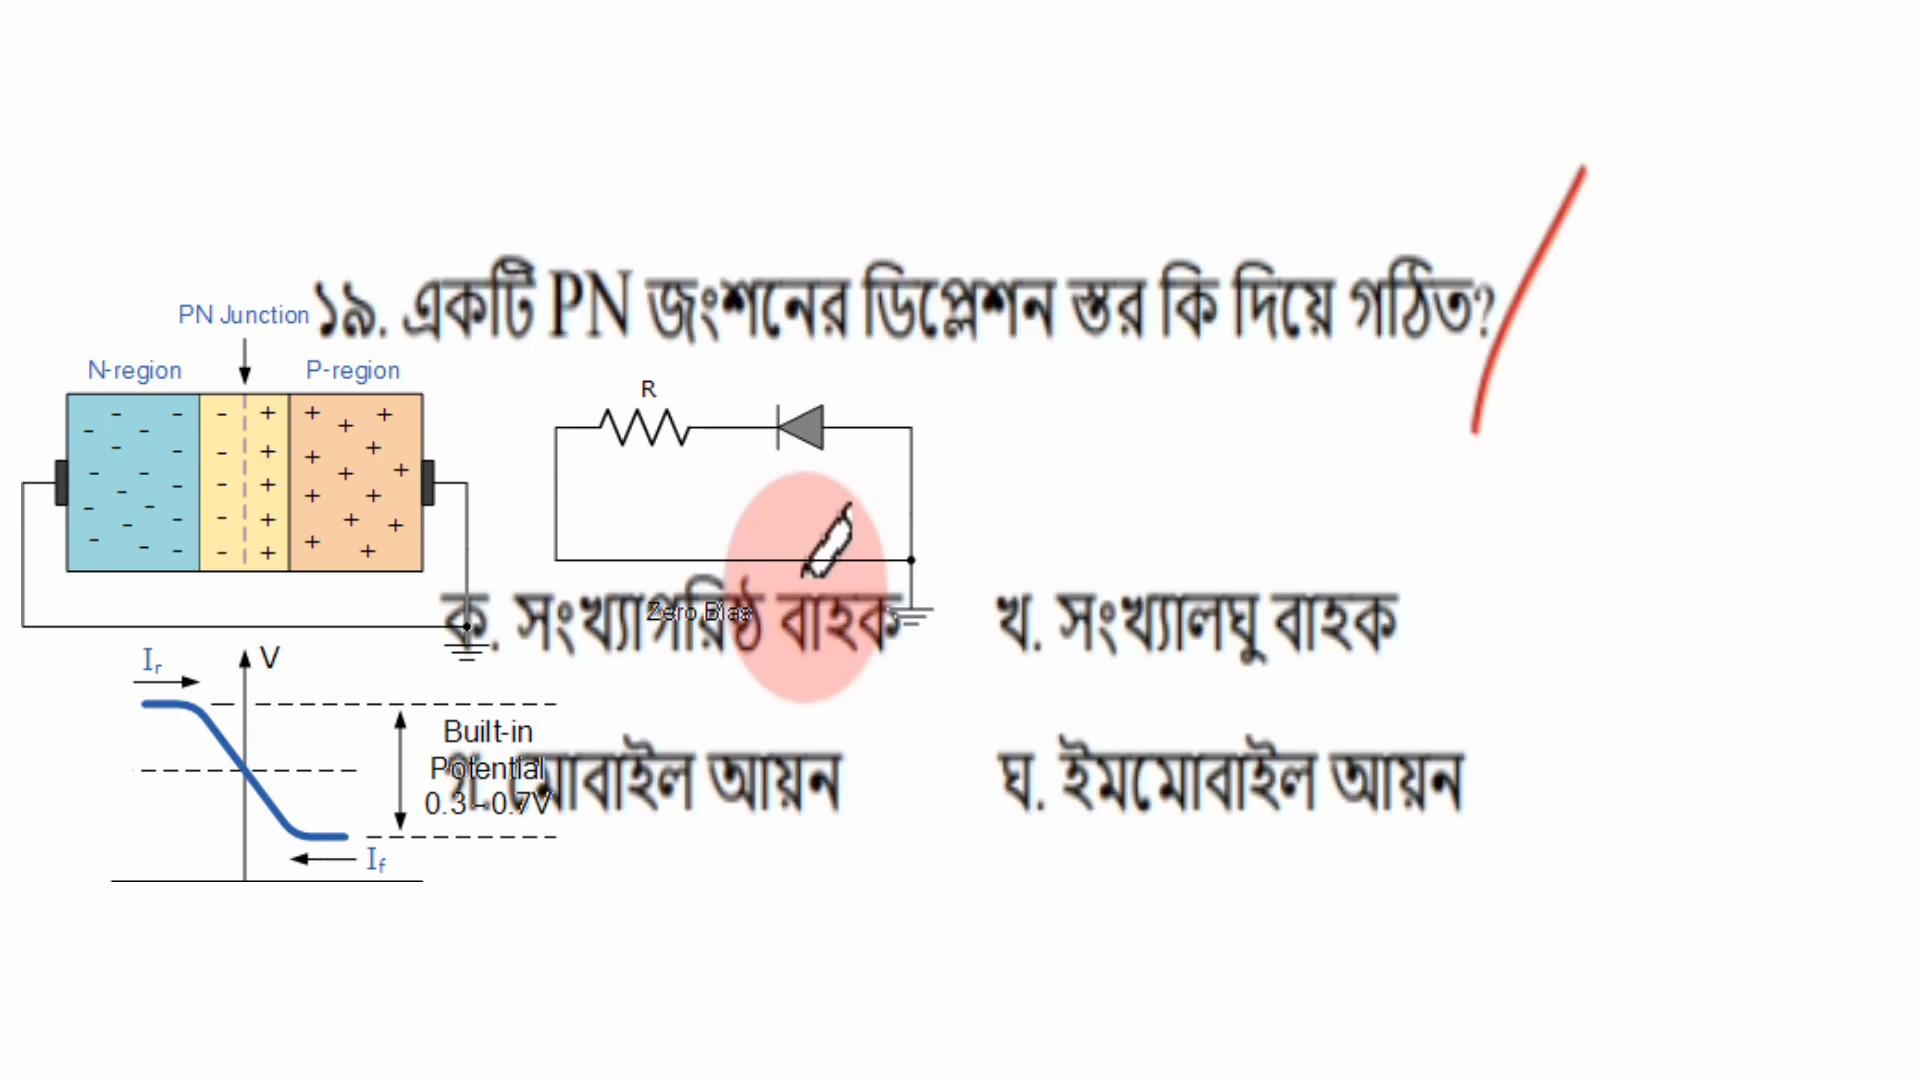 ১৯. একটি PN জংশনের ডিপ্লেশন স্তর কি দিয়ে গঠিত?
PN Junction
N-region P-region
R
Zero Bias
ক. সংখ্যাগরিষ্ঠ বাহক খ. সংখ্যালঘু বাহক
গ. মোবাইল আয়ন ঘ. ইমমোবাইল আয়ন
Ir
V
Built-in
Potential
0.3 - 0.7V
If